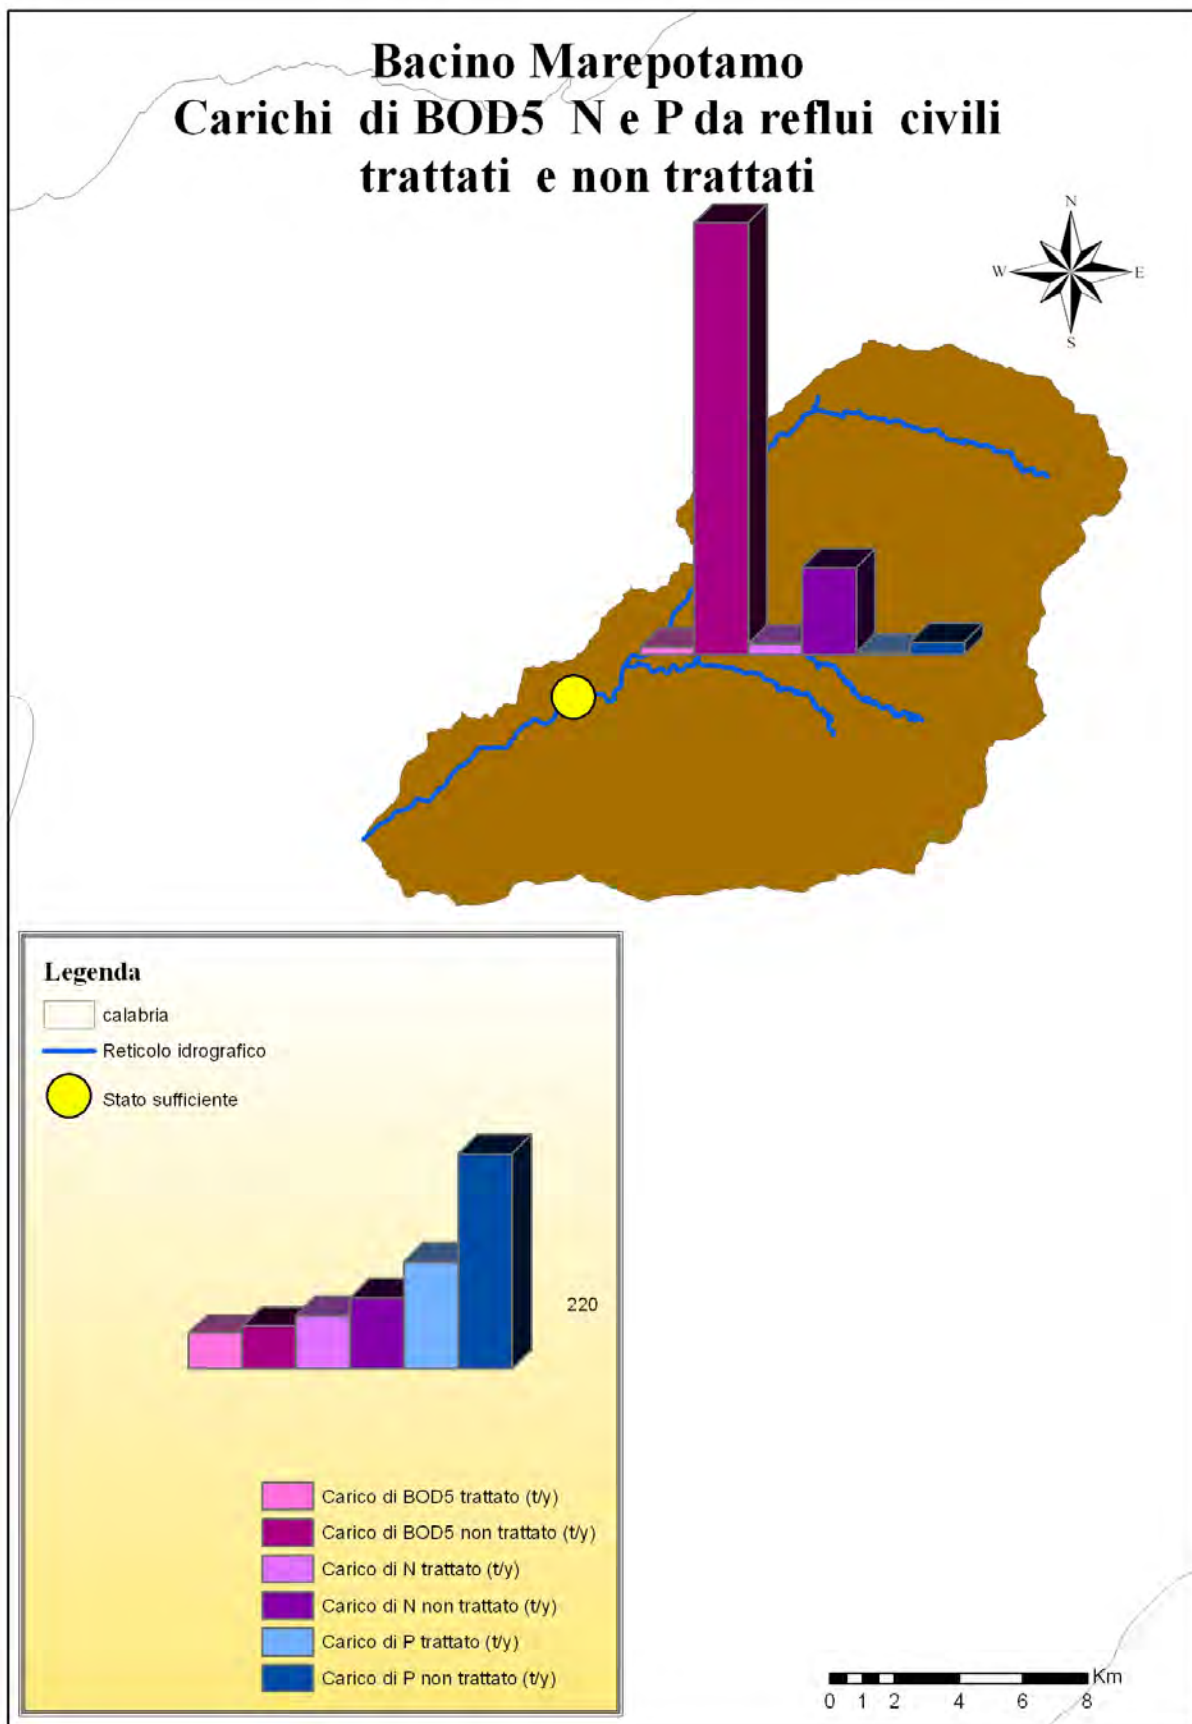 Bacino Marepotamo
Carichi di BOD5 N e P da reflui civili
trattati e non trattati
N
W
E
S
Legenda
calabria
Reticolo idrografico
Stato sufficiente
220
Carico di BOD5 trattato (t/y)
Carico di BOD5 non trattato (t/y)
Carico di N trattato (t/y)
Carico di N non trattato (t/y)
Carico di P trattato (t/y)
Carico di P non trattato (t/y)
Km
0 1 2 4 6 8